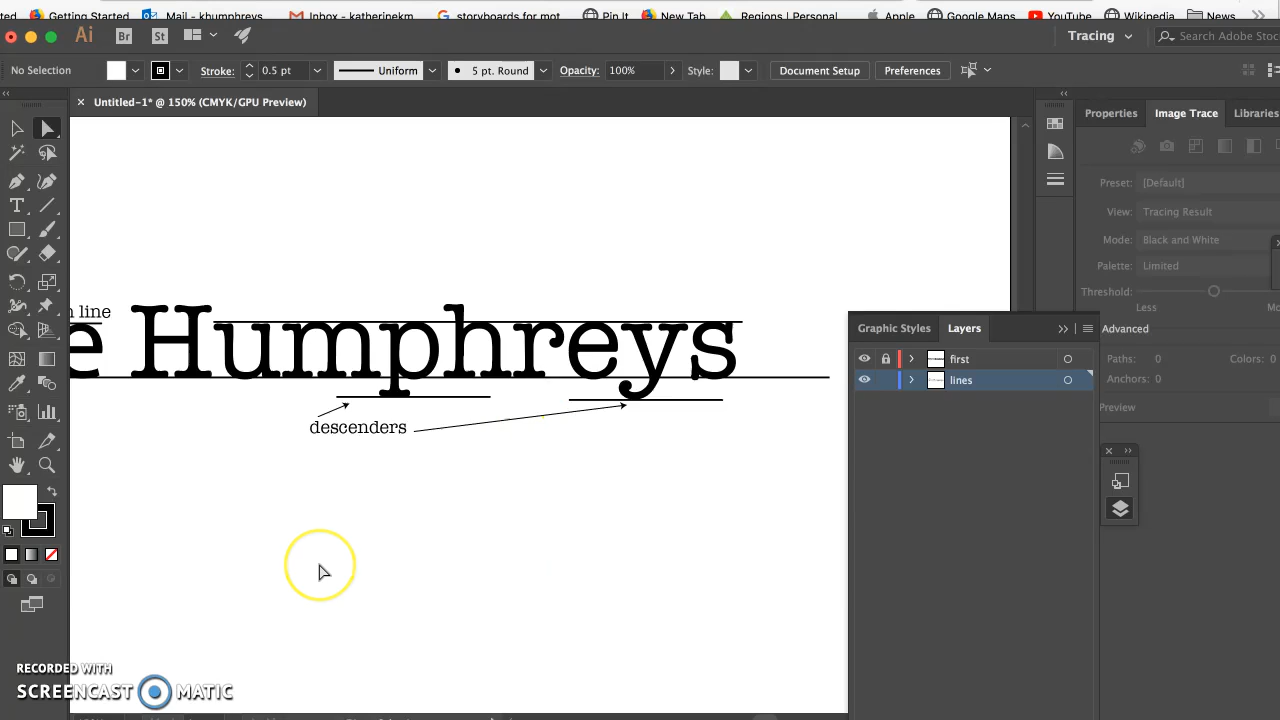 ted
Getting Started
Mail - khumphreys
Inbox - katherinekm
storyboards for mot
Pin It
New Tab
Regions | Personal
Apple
Google Maps
YouTube
Wikipedia
News
Ai
Br
St
Tracing
Search Adobe Stoc
No Selection
Stroke:
0.5 pt
Uniform
5 pt. Round
Opacity:
100%
Style:
Document Setup
Preferences
Untitled-1* @ 150% (CMYK/GPU Preview)
Properties
Image Trace
Libraries
Preset:
[Default]
View:
Tracing Result
Mode:
Black and White
Palette:
Limited
Threshold:
Less
Mo
n line
e Humphreys
descenders
Graphic Styles
Layers
Advanced
first
lines
Paths:
0
Colors:
0
Anchors:
0
Preview
RECORDED WITH
SCREENCAST MATIC